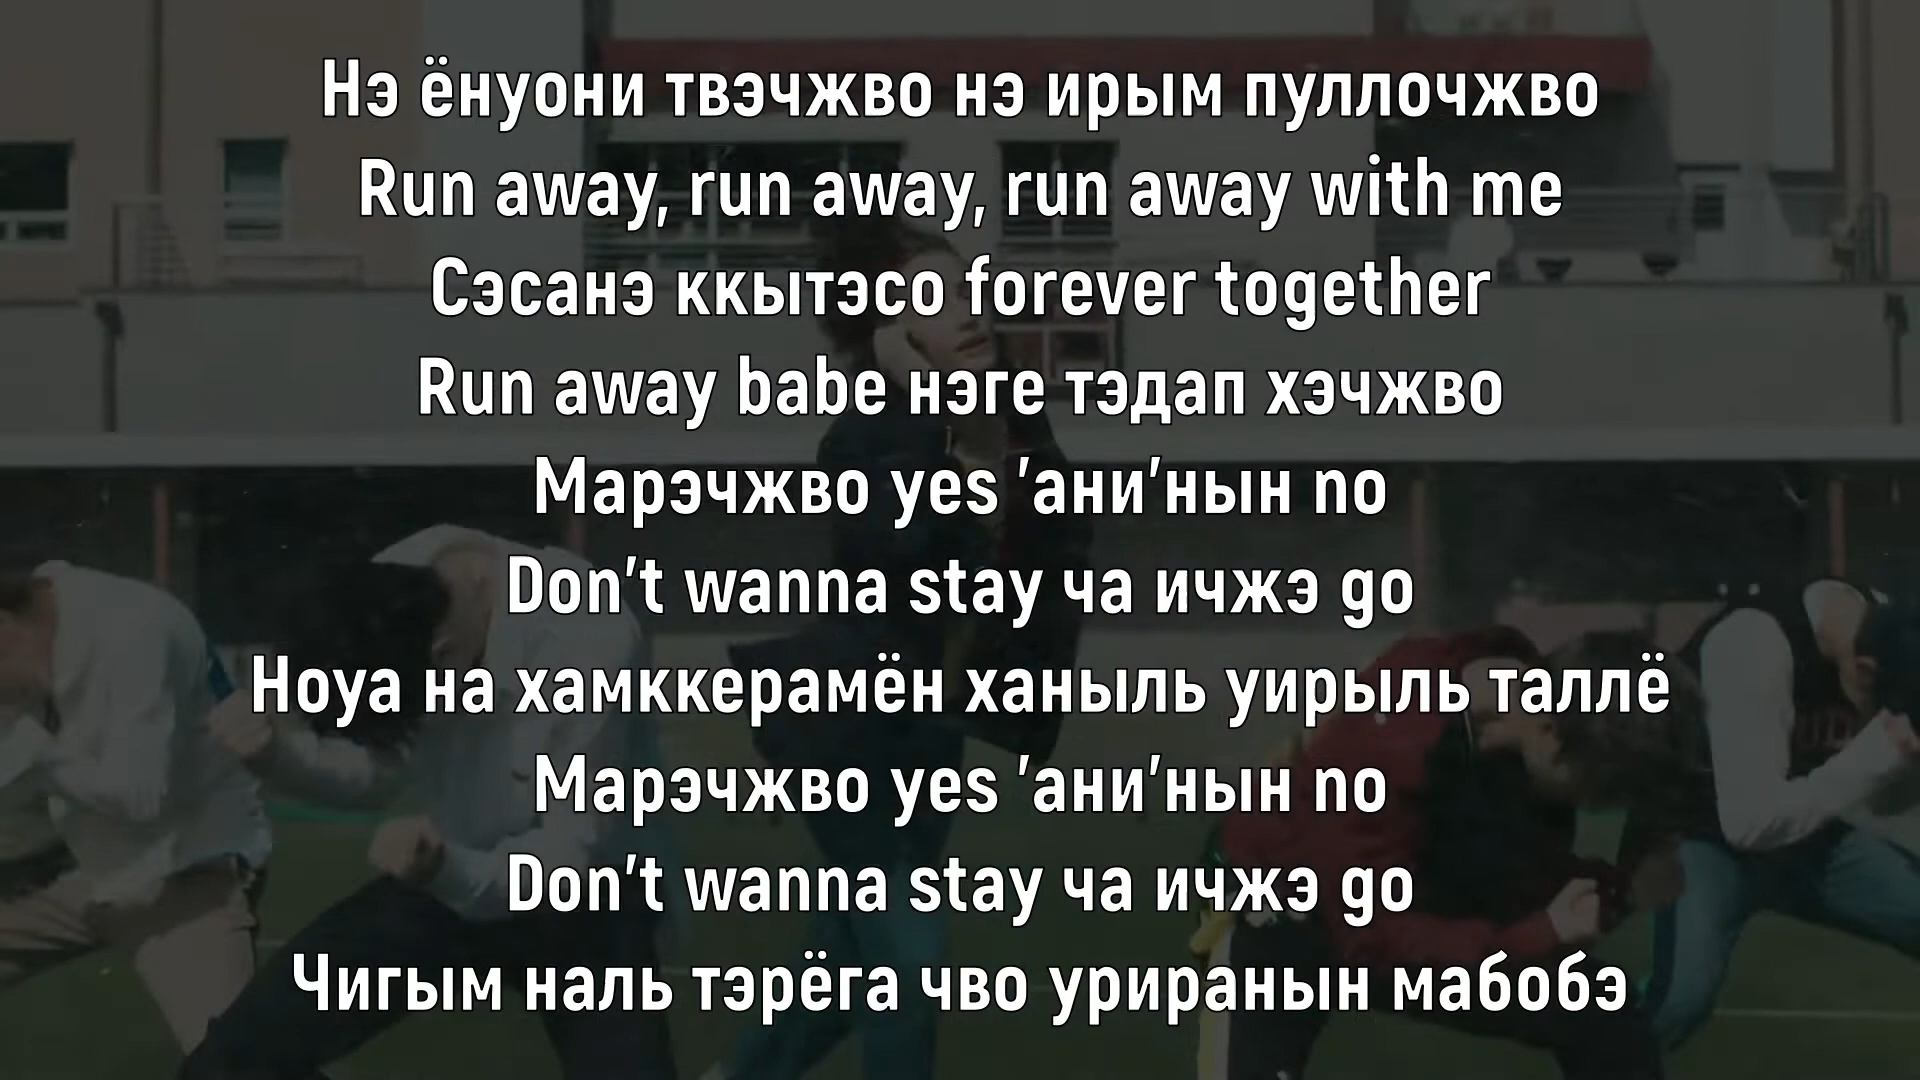 Нэ ёнуони твэчжво нэ ирым пуллочжво
Run away, run away, run away with me
Сэсанэ ккытэсо forever together
Run away babe нэге тэдап хэчжво
Марэчжво yes 'ани'нын no
Don't wanna stay ча ичжэ go
Ноуа на хамккерамён ханыль уирыль таллё
Марэчжво yes 'ани'нын no
Don't wanna stay ча ичжэ go
Чигым наль тэрёга чво урираны​н мабобэ